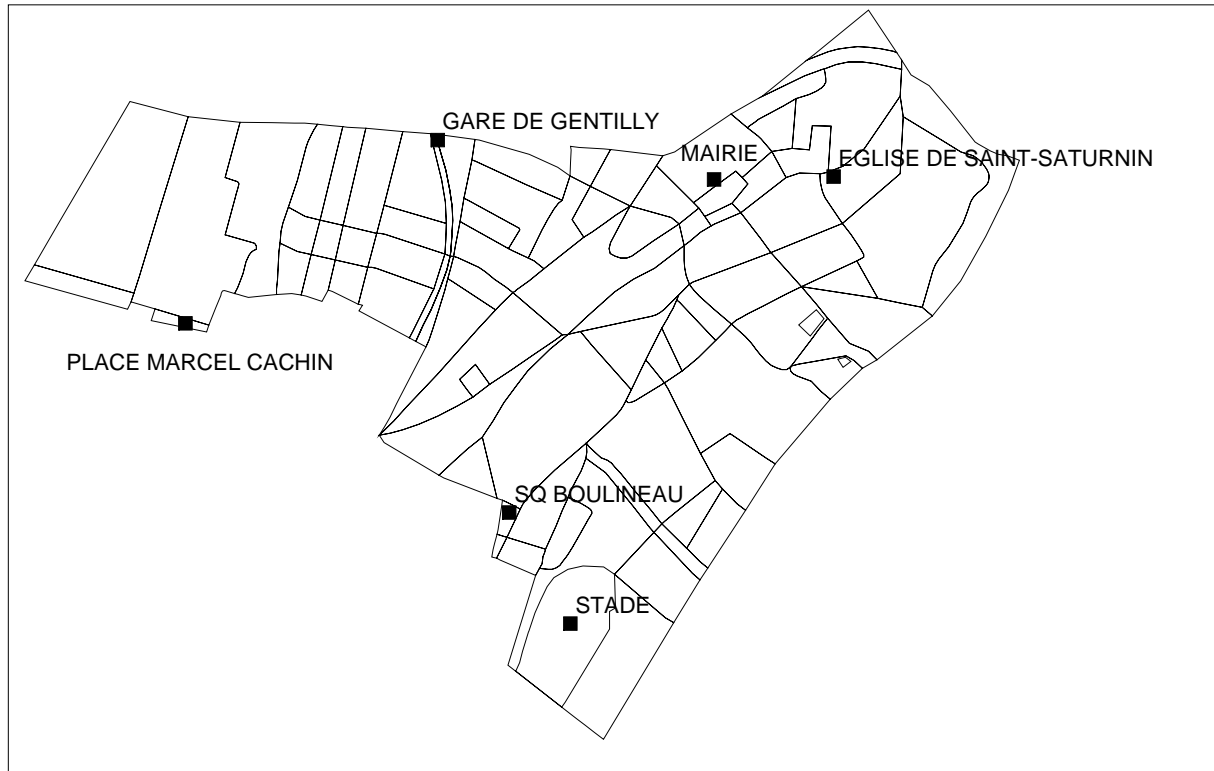 GARE DE GENTILLY
MAIRIE
EGLISE DE SAINT-SATURNIN
PLACE MARCEL CACHIN
SQ BOULINEAU
STADE